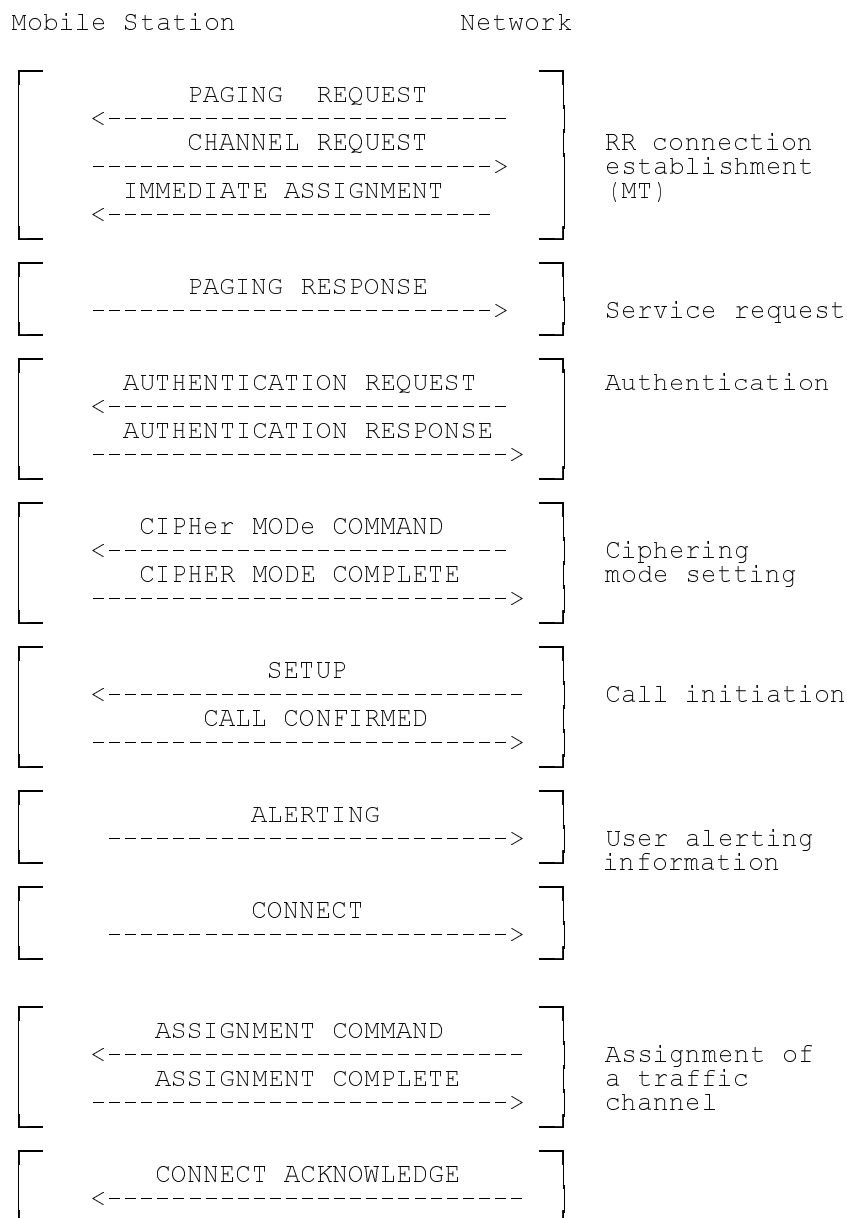 Mobile Station Network
PAGING REQUEST
<-------------------------
CHANNEL REQUEST
------------------------->
RR connection
establishment
(MT)
IMMEDIATE ASSIGNMENT
<------------------------
PAGING RESPONSE
------------------------->
Service request
AUTHENTICATION REQUEST
<-------------------------
AUTHENTICATION RESPONSE
-------------------------->
Authentication
CIPHer MODe COMMAND
<-------------------------
CIPHER MODE COMPLETE
-------------------------->
Ciphering
mode setting
SETUP
<--------------------------
CALL CONFIRMED
-------------------------->
Call initiation
ALERTING
------------------------->
User alerting
information
CONNECT
------------------------->
ASSIGNMENT COMMAND
<--------------------------
ASSIGNMENT COMPLETE
-------------------------->
Assignment of
a traffic
channel
CONNECT ACKNOWLEDGE
<--------------------------